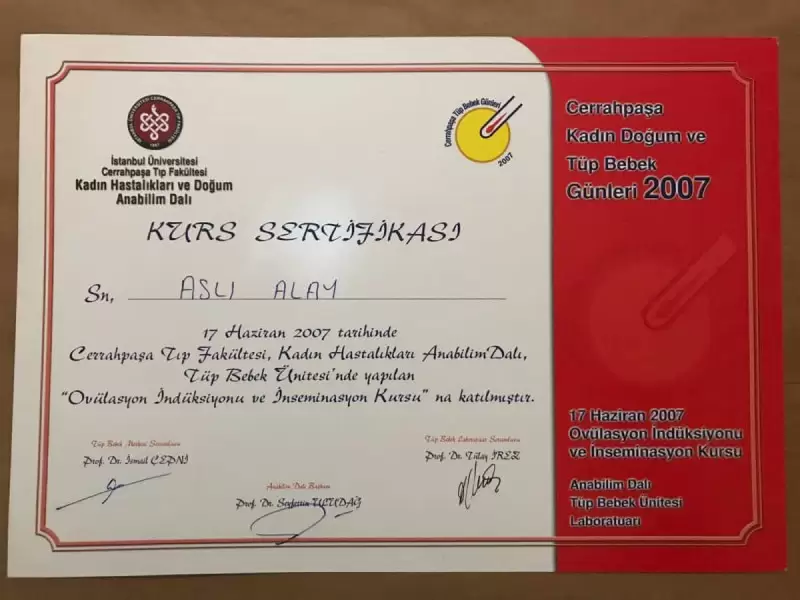 İstanbul Üniversitesi
Cerrahpaşa Tıp Fakültesi
Kadın Hastalıkları ve Doğum
Anabilim Dalı
Cerrahpaşa Tüp Bebek Günleri
2007
KURS SERTİFİKASI
Sn, ASLI ALAY
17 Haziran 2007 tarihinde
Cerrahpaşa Tıp Fakültesi, Kadın Hastalıkları Anabilim Dalı,
Tüp Bebek Ünitesi'nde yapılan
"Ovülasyon İndüksiyonu ve İnseminasyon Kursu" na katılmıştır.
Tüp Bebek Merkezi Sorumlusu
Prof. Dr. İsmail ÇEPNİ
Tüp Bebek Laboratuar Sorumlusu
Prof. Dr. Tülay İREZ
Anabilim Dalı Başkanı
Prof. Dr. Seyfettin ULUDAĞ
Cerrahpaşa
Kadın Doğum ve
Tüp Bebek
Günleri 2007
17 Haziran 2007
Ovülasyon İndüksiyonu
ve İnseminasyon Kursu
Anabilim Dalı
Tüp Bebek Ünitesi
Laboratuarı